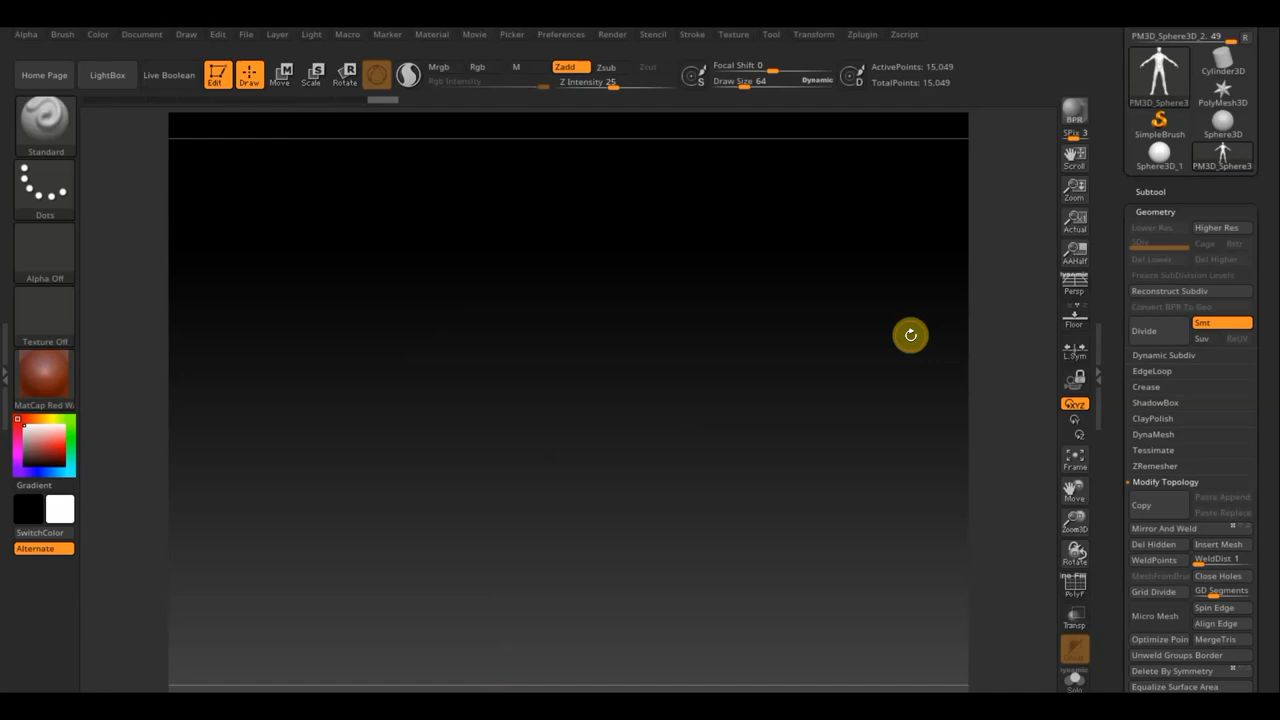 Alpha Brush Color Document Draw Edit File Layer Light Macro Marker Material Movie Picker Preferences Render Stencil Stroke Texture Tool Transform Zplugin Zscript
PM3D_Sphere3D_2. 49 R
Home Page LightBox Live Boolean Edit Draw Move Scale Rotate
Mrgb Rgb M Zadd Zsub Zcut
Rgb Intensity Z Intensity 25
S Focal Shift 0
Draw Size 64 Dynamic
D ActivePoints: 15,049
TotalPoints: 15,049
PM3D_Sphere3
Cylinder3D
PolyMesh3D
SimpleBrush
Sphere3D
Sphere3D_1
PM3D_Sphere3
Standard
Dots
Alpha Off
Texture Off
MatCap Red W
Gradient
SwitchColor
Alternate
BPR
SPix 3
Scroll
Zoom
Actual
AAHalf
Dynamic
Persp
Floor
L.Sym
XYZ
Frame
Move
Zoom3D
Rotate
PolyF
Transp
Ghost
Dynamic
Solo
Subtool
Geometry
Lower Res Higher Res
SDiv Cage Rstr
Del Lower Del Higher
Freeze SubDivision Levels
Reconstruct Subdiv
Convert BPR To Geo
Divide Smt
Suv ReUV
Dynamic Subdiv
EdgeLoop
Crease
ShadowBox
ClayPolish
DynaMesh
Tessimate
ZRemesher
Modify Topology
Copy Paste Append
Paste Replace
Mirror And Weld
Del Hidden Insert Mesh
WeldPoints WeldDist 1
MeshFromBru Close Holes
Grid Divide GD Segments
Micro Mesh Spin Edge
Align Edge
Optimize Poin MergeTris
Unweld Groups Border
Delete By Symmetry
Equalize Surface Area